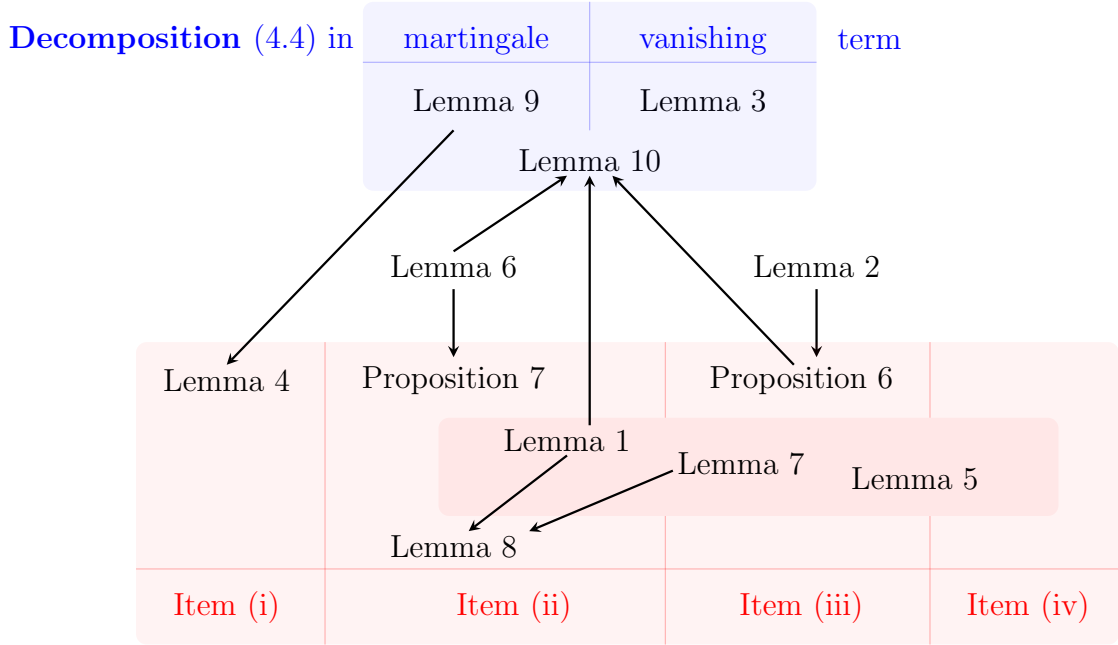 Decomposition (4.4) in martingale vanishing term
Lemma 9 Lemma 3
Lemma 10
Lemma 6 Lemma 2
Lemma 4 Proposition 7 Proposition 6
Lemma 1
Lemma 7
Lemma 5
Lemma 8
Item (i) Item (ii) Item (iii) Item (iv)